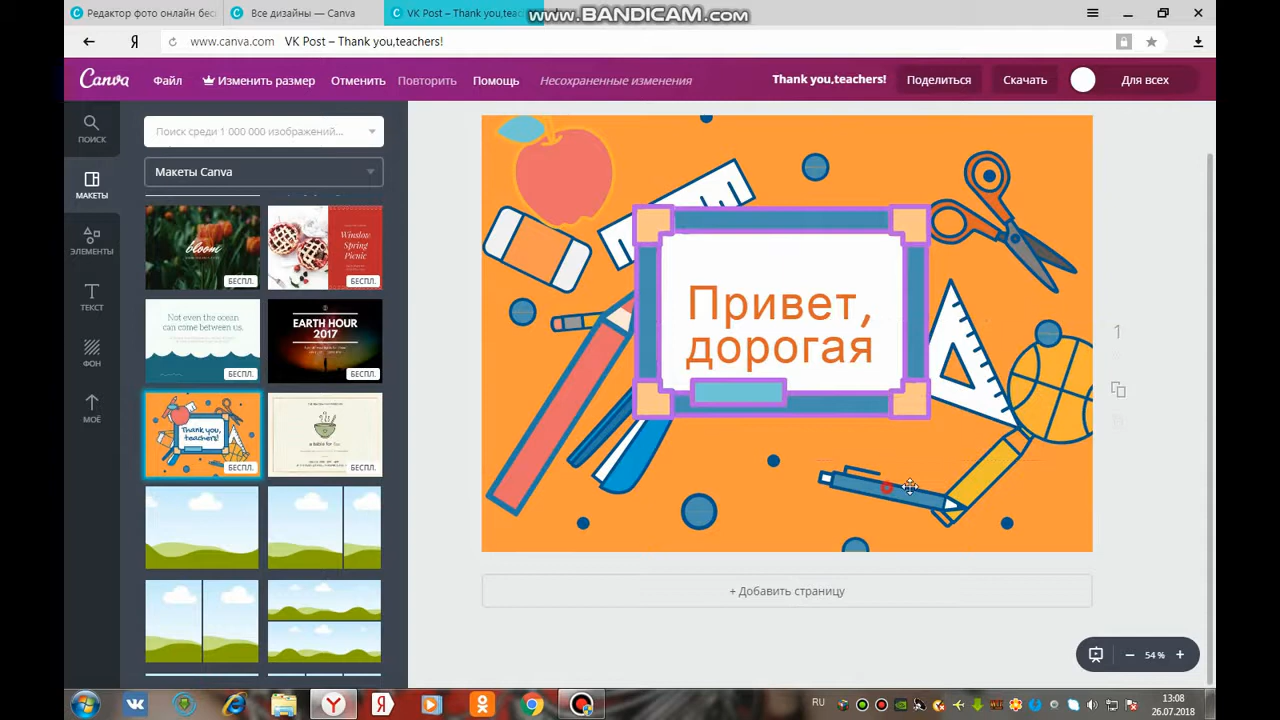 www.BANDICAM.com
Редактор фото онлайн бес
Все дизайны — Canva
VK Post – Thank you,teac
www.canva.com VK Post – Thank you,teachers!
Canva Файл Изменить размер Отменить Повторить Помощь Несохраненные изменения Thank you,teachers! Поделиться Скачать Для всех
ПОИСК
МАКЕТЫ
ЭЛЕМЕНТЫ
ТЕКСТ
ФОН
МОЁ
Поиск среди 1 000 000 изображений...
Макеты Canva
bloom
БЕСПЛ.
Winslow
Spring
Picnic
БЕСПЛ.
Not even the ocean
can come between us.
БЕСПЛ.
EARTH HOUR
2017
БЕСПЛ.
Thank you,
teachers!
БЕСПЛ.
a table for
БЕСПЛ.
Привет,
дорогая
1
+ Добавить страницу
54 %
RU
13:08
26.07.2018